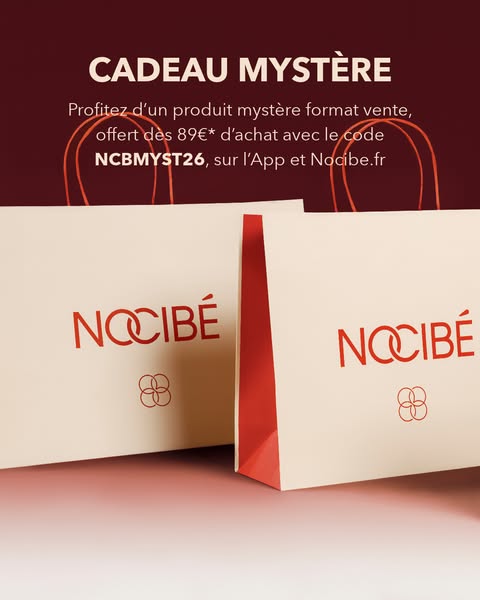 CADEAU MYSTÈRE
Profitez d'un produit mystère format vente,
offert dès 89€* d'achat avec le code
NCBMYST26, sur l'App et Nocibe.fr
NOCIBÉ
NOCIBÉ